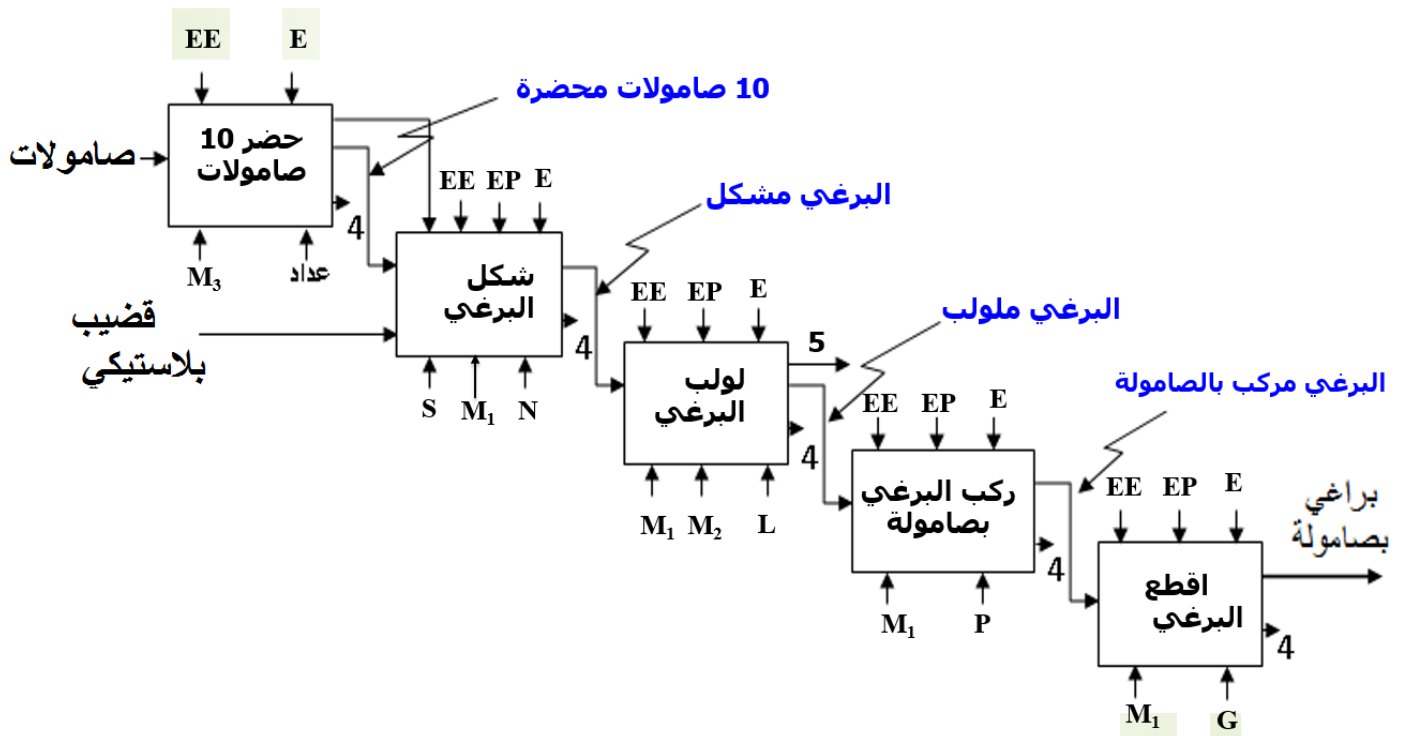 EE E
10 صامولات محضرة
حضر 10
صامولات
صامولات
4
M3 عداد
EE EP E
البرغي مشكل
شكل
البرغي
قضيب
بلاستيكي
4
S M1 N
EE EP E
البرغي ملولب
5
لولب
البرغي
4
M1 M2 L
EE EP E
البرغي مركب بالصامولة
ركب البرغي
بصامولة
4
M1 P
EE EP E
براغي
بصامولة
اقطع
البرغي
4
M1 G